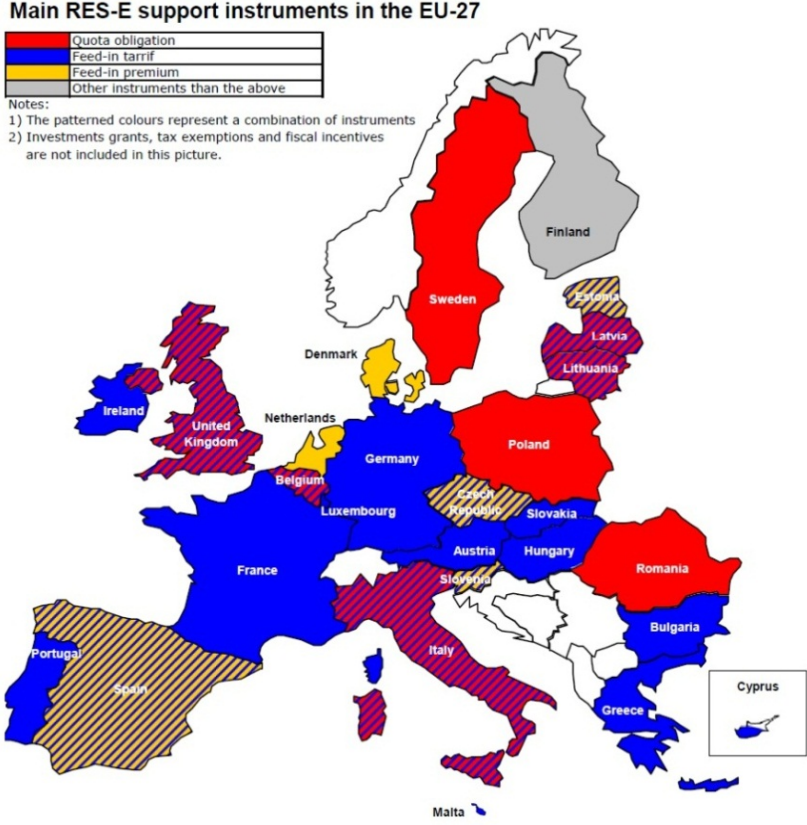 Main RES-E support instruments in the EU-27
Quota obligation
Feed-in tarrif
Feed-in premium
Other instruments than the above
Notes:
1) The patterned colours represent a combination of instruments
2) Investments grants, tax exemptions and fiscal incentives
are not included in this picture.
Finland
Sweden
Estonia
Latvia
Denmark
Lithuania
Ireland
Netherlands
United
Kingdom
Poland
Germany
Belgium
Czech
Republic
Luxembourg
Slovakia
Austria
Hungary
France
Romania
Slovenia
Bulgaria
Italy
Portugal
Spain
Cyprus
Greece
Malta